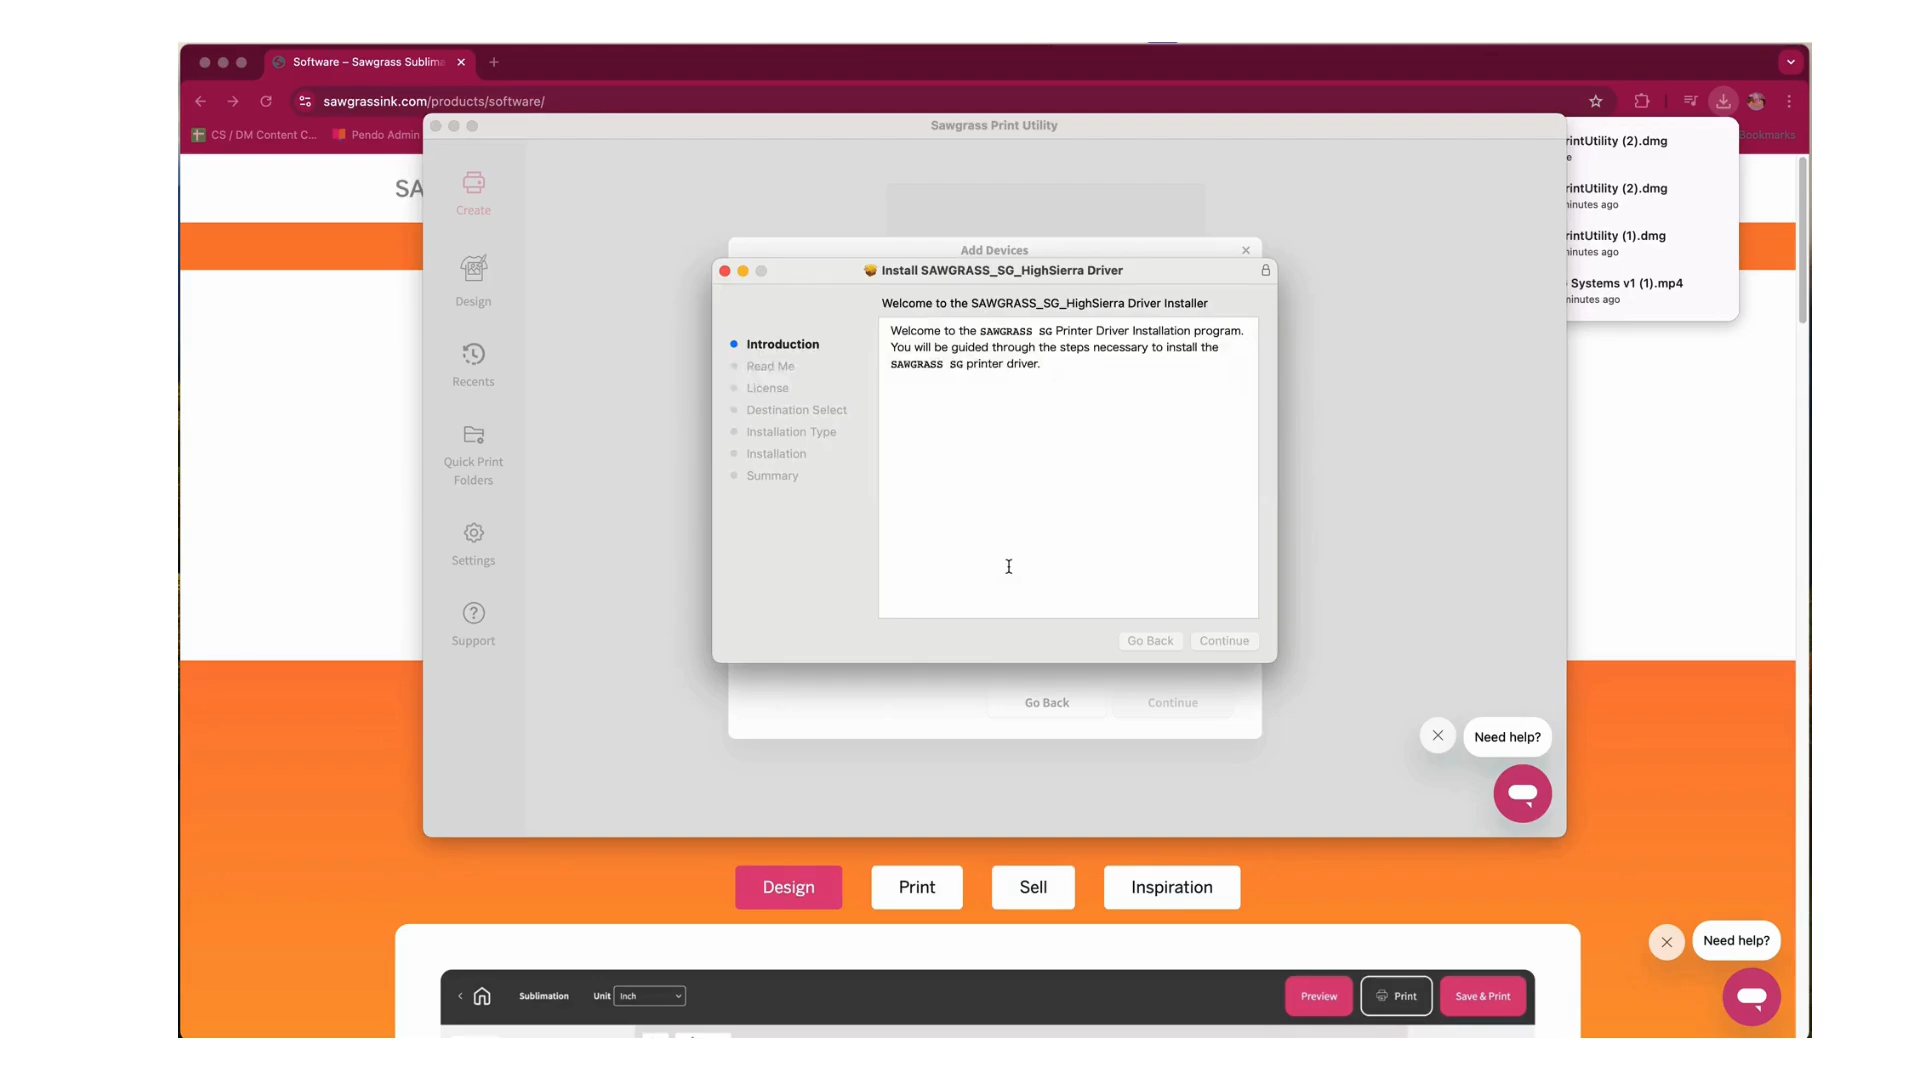 Software – Sawgrass Sublima
sawgrassink.com/products/software/
CS / DM Content C...
Pendo Admin
Bookmarks
Sawgrass Print Utility
rintUtility (2).dmg
rintUtility (2).dmg
inutes ago
rintUtility (1).dmg
inutes ago
Systems v1 (1).mp4
inutes ago
SA
Create
Design
Recents
Quick Print
Folders
Settings
Support
Add Devices
Install SAWGRASS_SG_HighSierra Driver
Welcome to the SAWGRASS_SG_HighSierra Driver Installer
Introduction
Read Me
License
Destination Select
Installation Type
Installation
Summary
Welcome to the SAWGRASS SG Printer Driver Installation program.
You will be guided through the steps necessary to install the
SAWGRASS SG printer driver.
Go Back
Continue
Go Back
Continue
Need help?
Design
Print
Sell
Inspiration
Need help?
Sublimation
Unit
Inch
Preview
Print
Save & Print